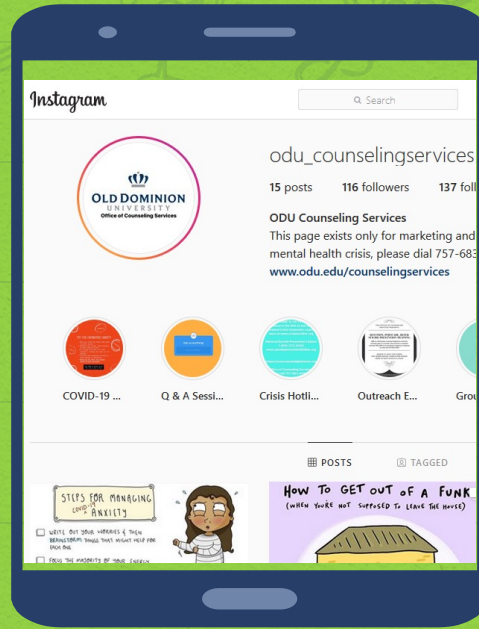 Instagram
Search
odu_counselingservices
15 posts 116 followers 137 foll
OLD DOMINION
UNIVERSITY
Office of Counseling Services
ODU Counseling Services
This page exists only for marketing and
mental health crisis, please dial 757-683
www.odu.edu/counselingservices
COVID-19 ... Q & A Sessi... Crisis Hotli... Outreach E... Grou
POSTS TAGGED
STEPS FOR MANAGING
COVID-19 ANXIETY
WRITE OUT YOUR WORRIES & THEN
BRAINSTORM THINGS THAT MIGHT HELP FOR
EACH ONE
FOCUS THE MAJORITY OF YOUR ENERGY
HOW TO GET OUT OF A FUNK
(WHEN YOU'RE NOT SUPPOSED TO LEAVE THE HOUSE)